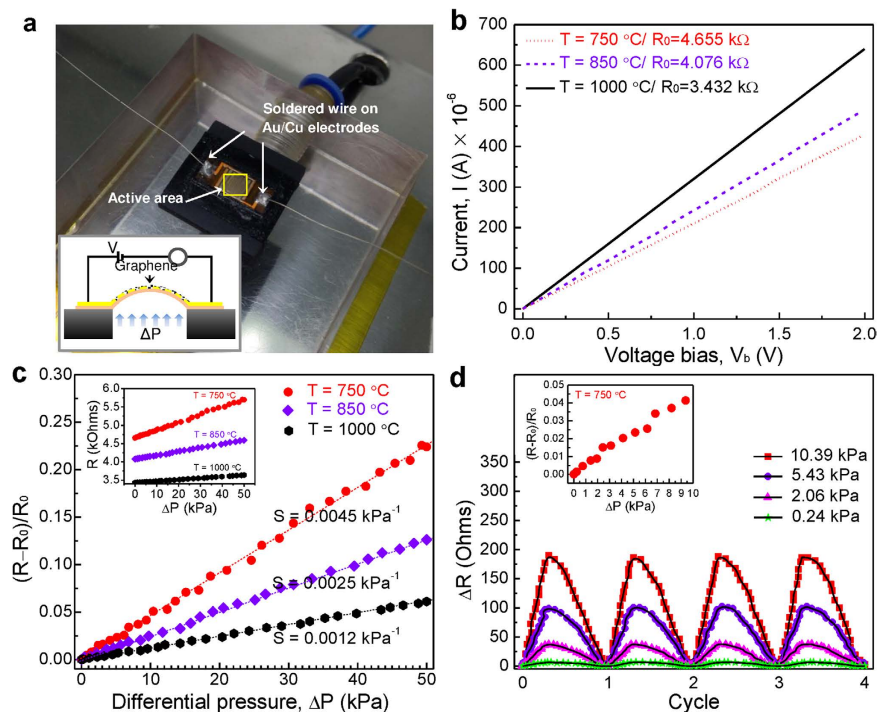 a
Soldered wire on
Au/Cu electrodes
Active area
V
Graphene
ΔP
b
T = 750 °C/ R₀=4.655 kΩ
T = 850 °C/ R₀=4.076 kΩ
T = 1000 °C/ R₀=3.432 kΩ
Current, I (A) × 10⁻⁶
700
600
500
400
300
200
100
0
0.0 0.5 1.0 1.5 2.0
Voltage bias, V_b (V)
c
(R−R₀)/R₀
0.30
0.25
0.20
0.15
0.10
0.05
0.00
0 10 20 30 40 50
Differential pressure, ΔP (kPa)
T = 750 °C
T = 850 °C
T = 1000 °C
S = 0.0045 kPa⁻¹
S = 0.0025 kPa⁻¹
S = 0.0012 kPa⁻¹
R (kOhms)
6.0
5.5
5.0
4.5
4.0
3.5
T = 750 °C
T = 850 °C
T = 1000 °C
0 10 20 30 40 50
ΔP (kPa)
d
ΔR (Ohms)
350
300
250
200
150
100
50
0
0 1 2 3 4
Cycle
10.39 kPa
5.43 kPa
2.06 kPa
0.24 kPa
T = 750 °C
(R-R₀)/R₀
0.05
0.04
0.03
0.02
0.01
0.00
0 1 2 3 4 5 6 7 8 9 10
ΔP (kPa)